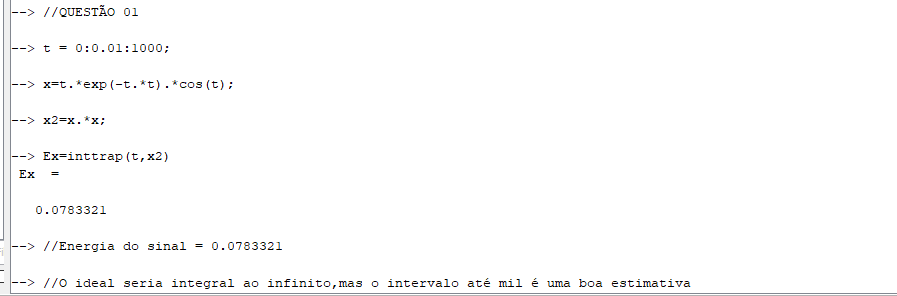 --> //QUESTÃO 01
--> t = 0:0.01:1000;
--> x=t.*exp(-t.*t).*cos(t);
--> x2=x.*x;
--> Ex=inttrap(t,x2)
Ex  =
0.0783321
--> //Energia do sinal = 0.0783321
--> //O ideal seria integral ao infinito,mas o intervalo até mil é uma boa estimativa